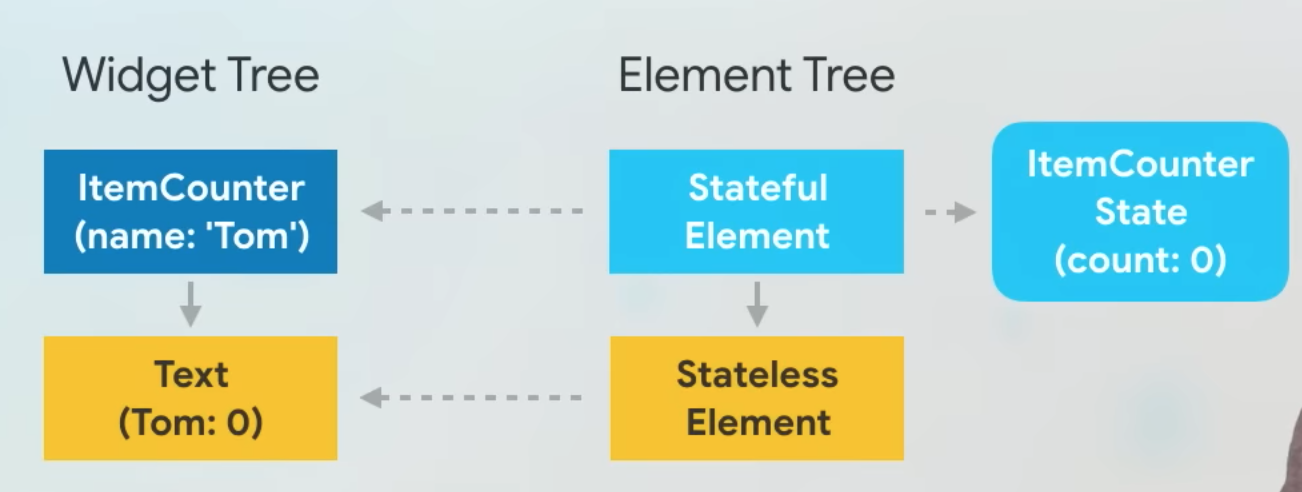 Widget Tree
Element Tree
ItemCounter
(name: 'Tom')
Stateful
Element
ItemCounter
State
(count: 0)
Text
(Tom: 0)
Stateless
Element